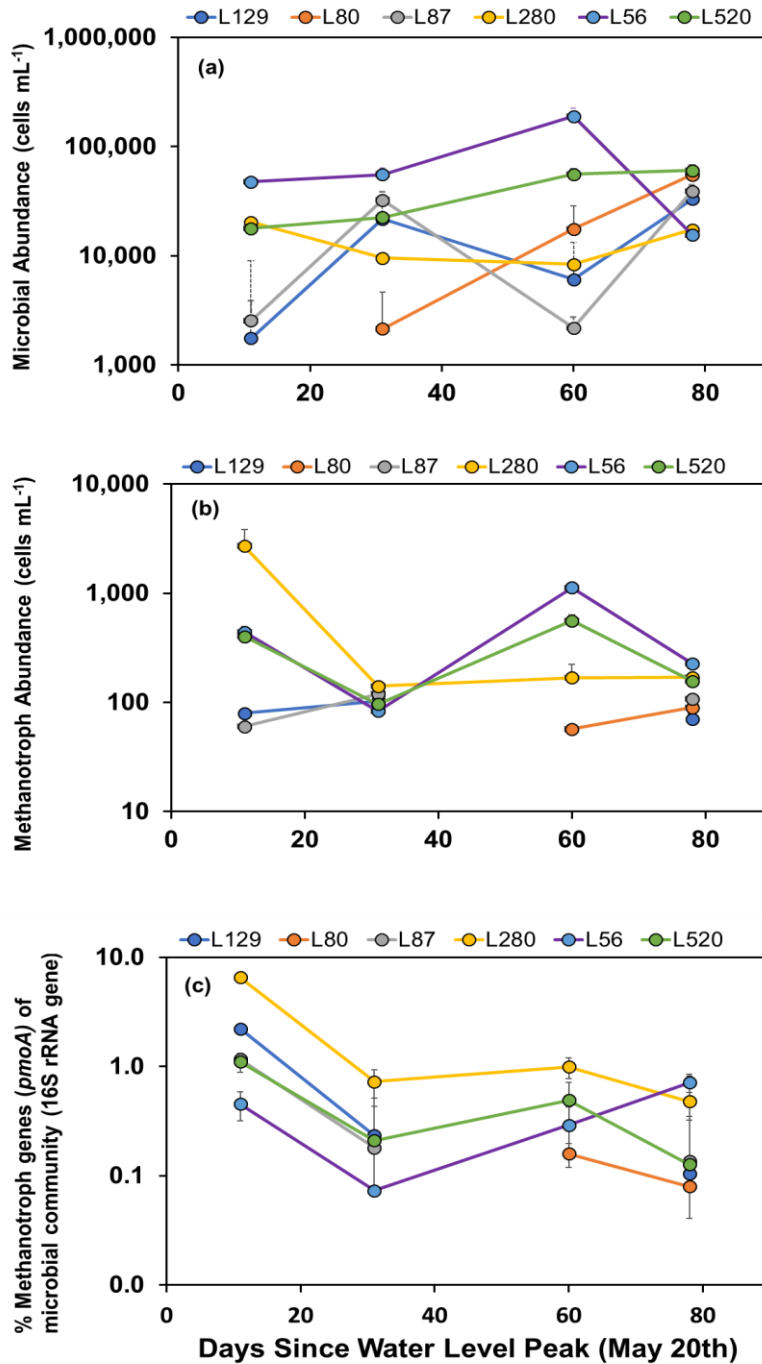 L129 L80 L87 L280 L56 L520
1,000,000
(a)
100,000
10,000
1,000
0 20 40 60 80
Microbial Abundance (cells mL-1)
L129 L80 L87 L280 L56 L520
10,000
(b)
1,000
100
10
0 20 40 60 80
Methanotroph Abundance (cells mL-1)
L129 L80 L87 L280 L56 L520
10.0
(c)
1.0
0.1
0.0
0 20 40 60 80
% Methanotroph genes (pmoA) of
microbial community (16S rRNA gene)
Days Since Water Level Peak (May 20th)